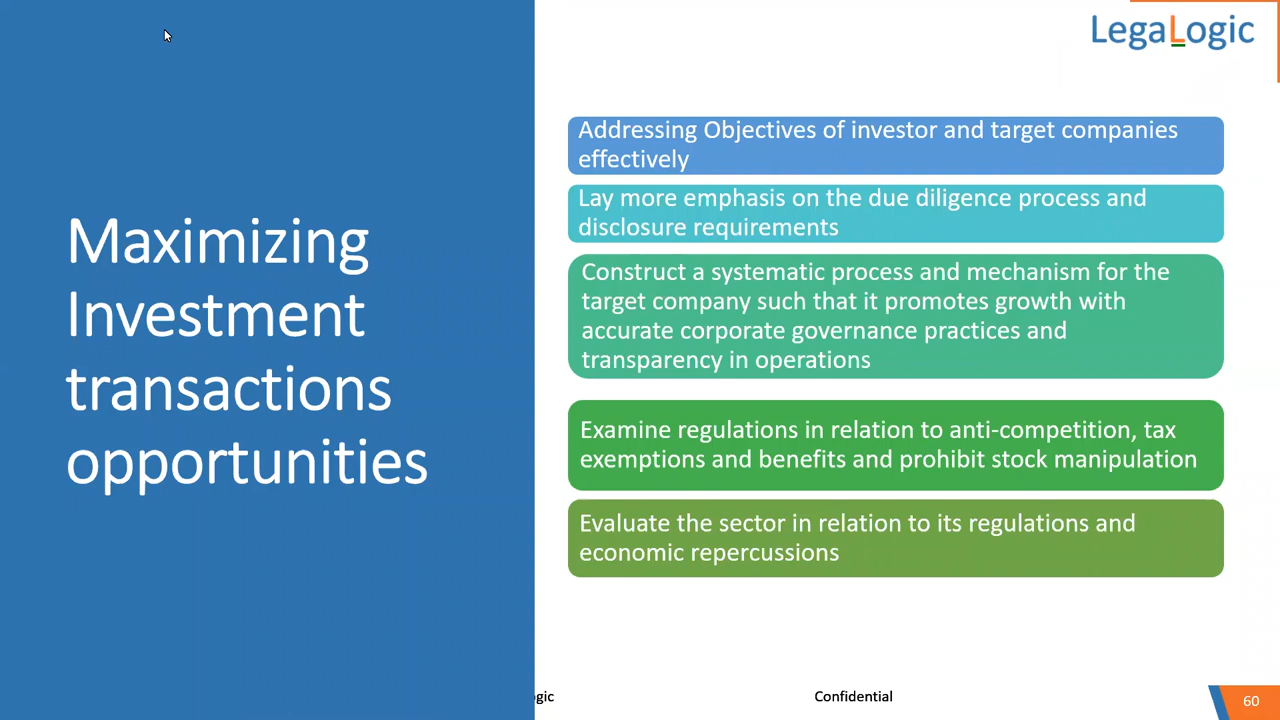 LegaLogic
Maximizing
Investment
transactions
opportunities
Addressing Objectives of investor and target companies
effectively
Lay more emphasis on the due diligence process and
disclosure requirements
Construct a systematic process and mechanism for the
target company such that it promotes growth with
accurate corporate governance practices and
transparency in operations
Examine regulations in relation to anti-competition, tax
exemptions and benefits and prohibit stock manipulation
Evaluate the sector in relation to its regulations and
economic repercussions
Confidential
60